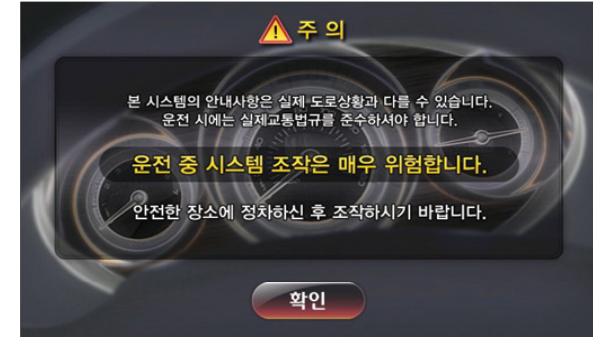 주 의
본 시스템의 안내사항은 실제 도로상황과 다를 수 있습니다.
운전 시에는 실제교통법규를 준수하셔야 합니다.
운전 중 시스템 조작은 매우 위험합니다.
안전한 장소에 정차하신 후 조작하시기 바랍니다.
확인